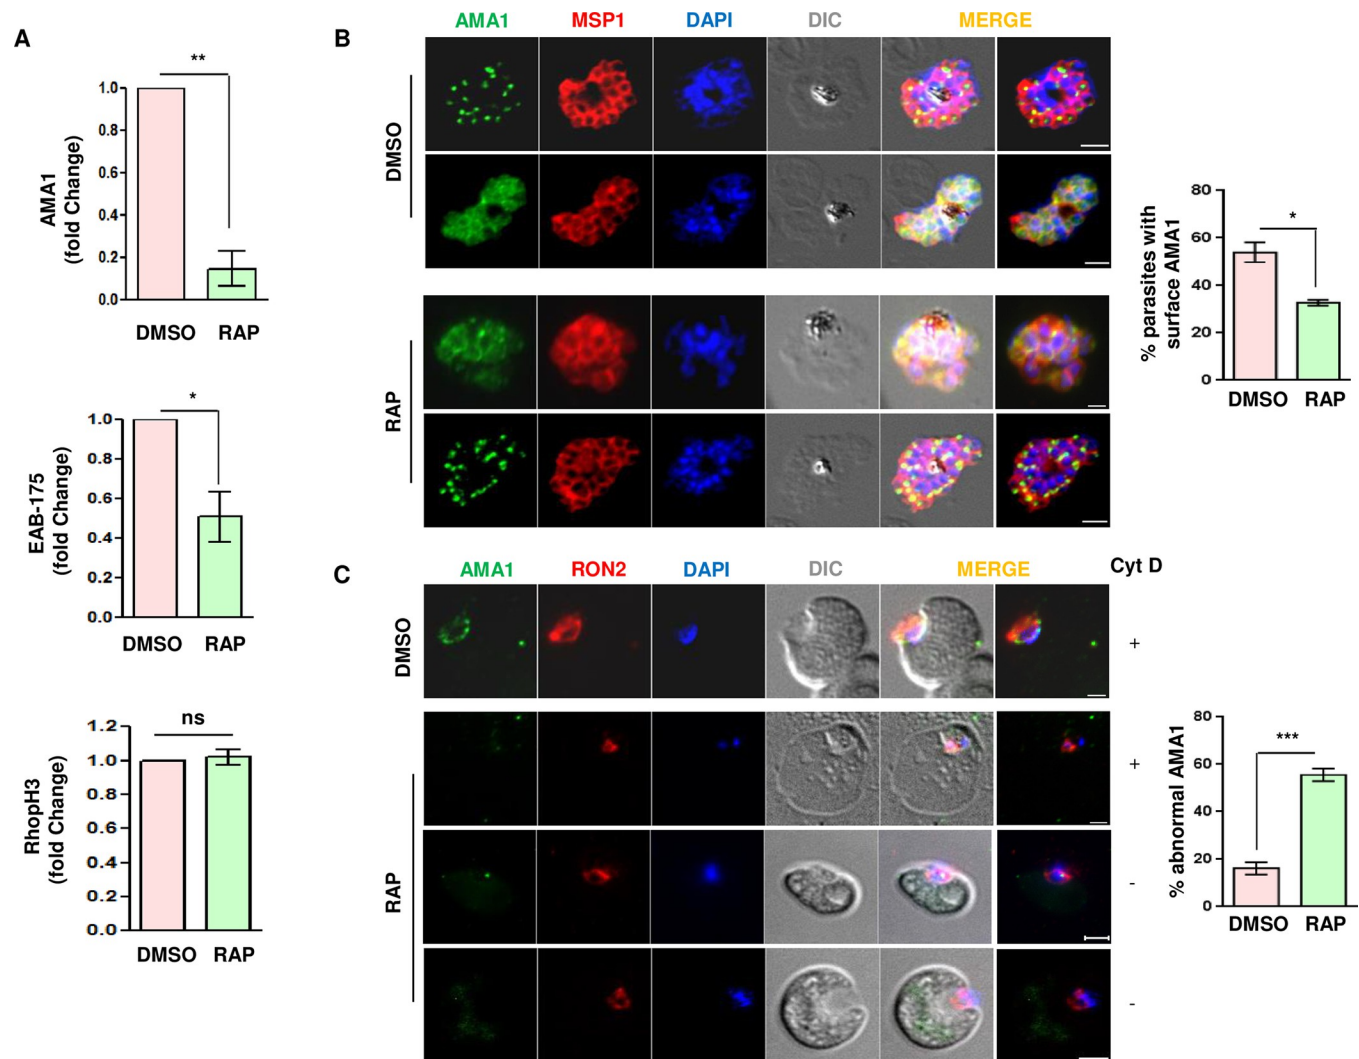 A
**
1.0
0.8
0.6
0.4
0.2
0.0
AMA1
(fold Change)
DMSO RAP
*
1.0
0.8
0.6
0.4
0.2
0.0
EAB-175
(fold Change)
DMSO RAP
ns
1.2
1.0
0.8
0.6
0.4
0.2
0.0
RhopH3
(fold Change)
DMSO RAP
B
AMA1 MSP1 DAPI DIC MERGE
DMSO
RAP
80
60
40
20
0
*
% parasites with
surface AMA1
DMSO RAP
C
AMA1 RON2 DAPI DIC MERGE Cyt D
DMSO
+
RAP
+
-
-
80
60
40
20
0
***
% abnormal AMA1
DMSO RAP